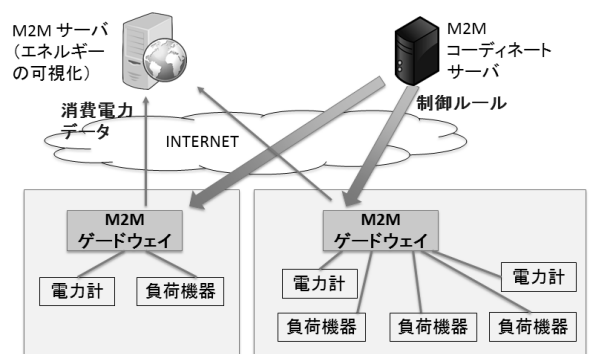 M2M サーバ
（エネルギー
の可視化）
M2M
コーディネート
サーバ
消費電力
データ
制御ルール
INTERNET
M2M
ゲードウェイ
電力計
負荷機器
M2M
ゲードウェイ
電力計
電力計
負荷機器
負荷機器
負荷機器